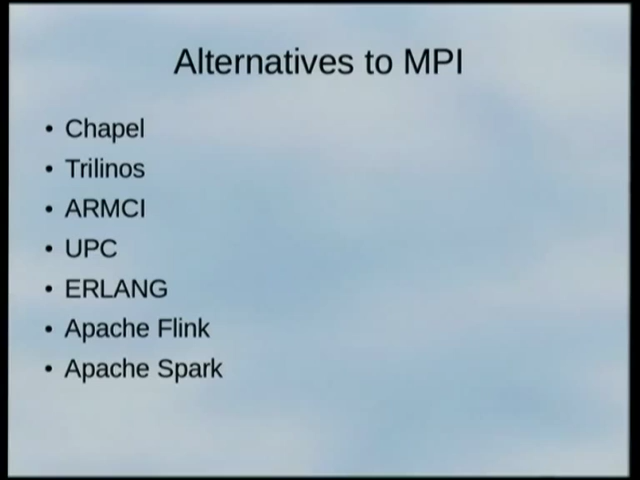 Alternatives to MPI
• Chapel
• Trilinos
• ARMCI
• UPC
• ERLANG
• Apache Flink
• Apache Spark